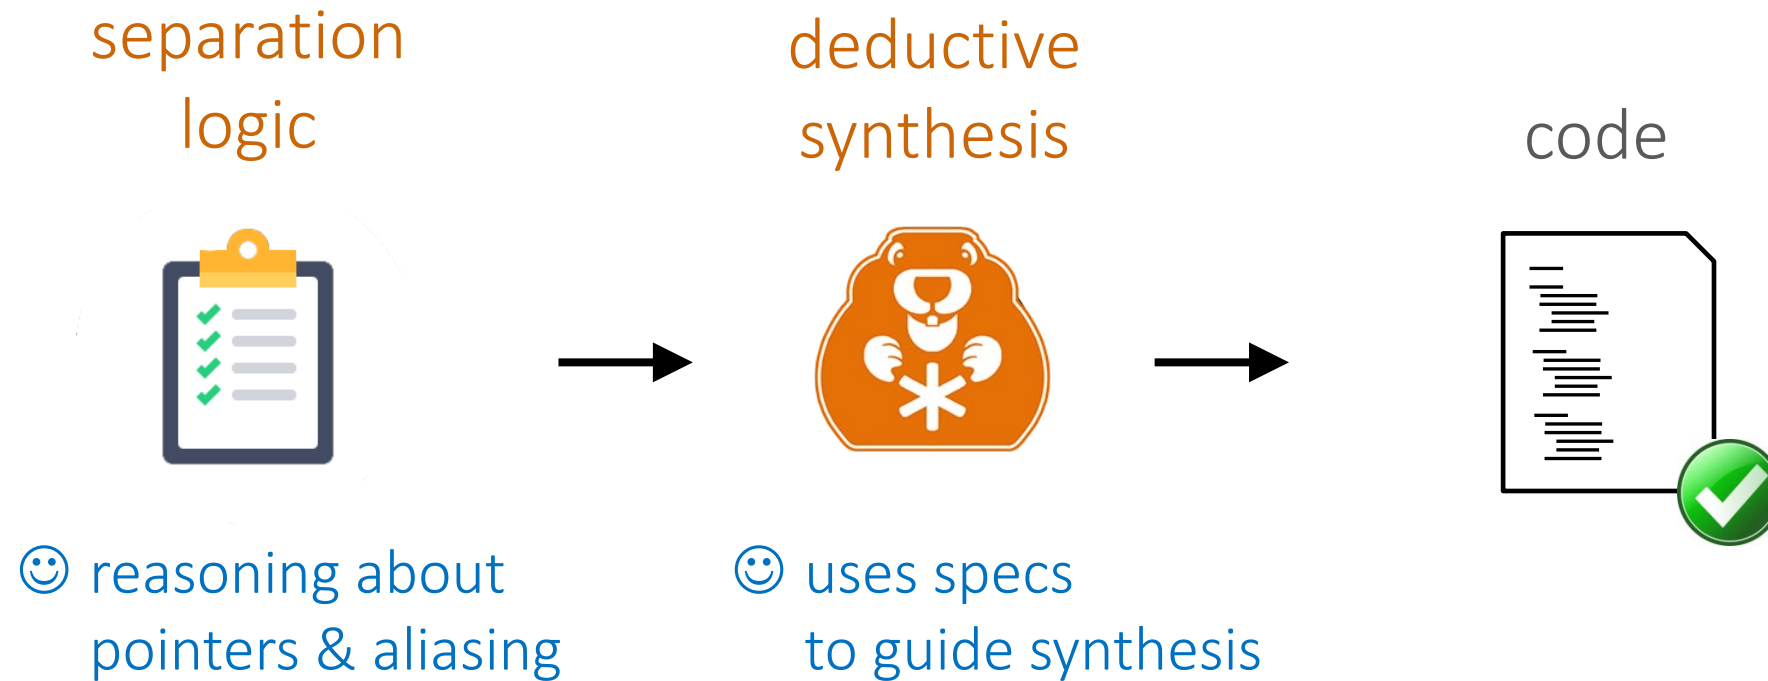 separation
logic
deductive
synthesis
code
reasoning about
pointers & aliasing
uses specs
to guide synthesis